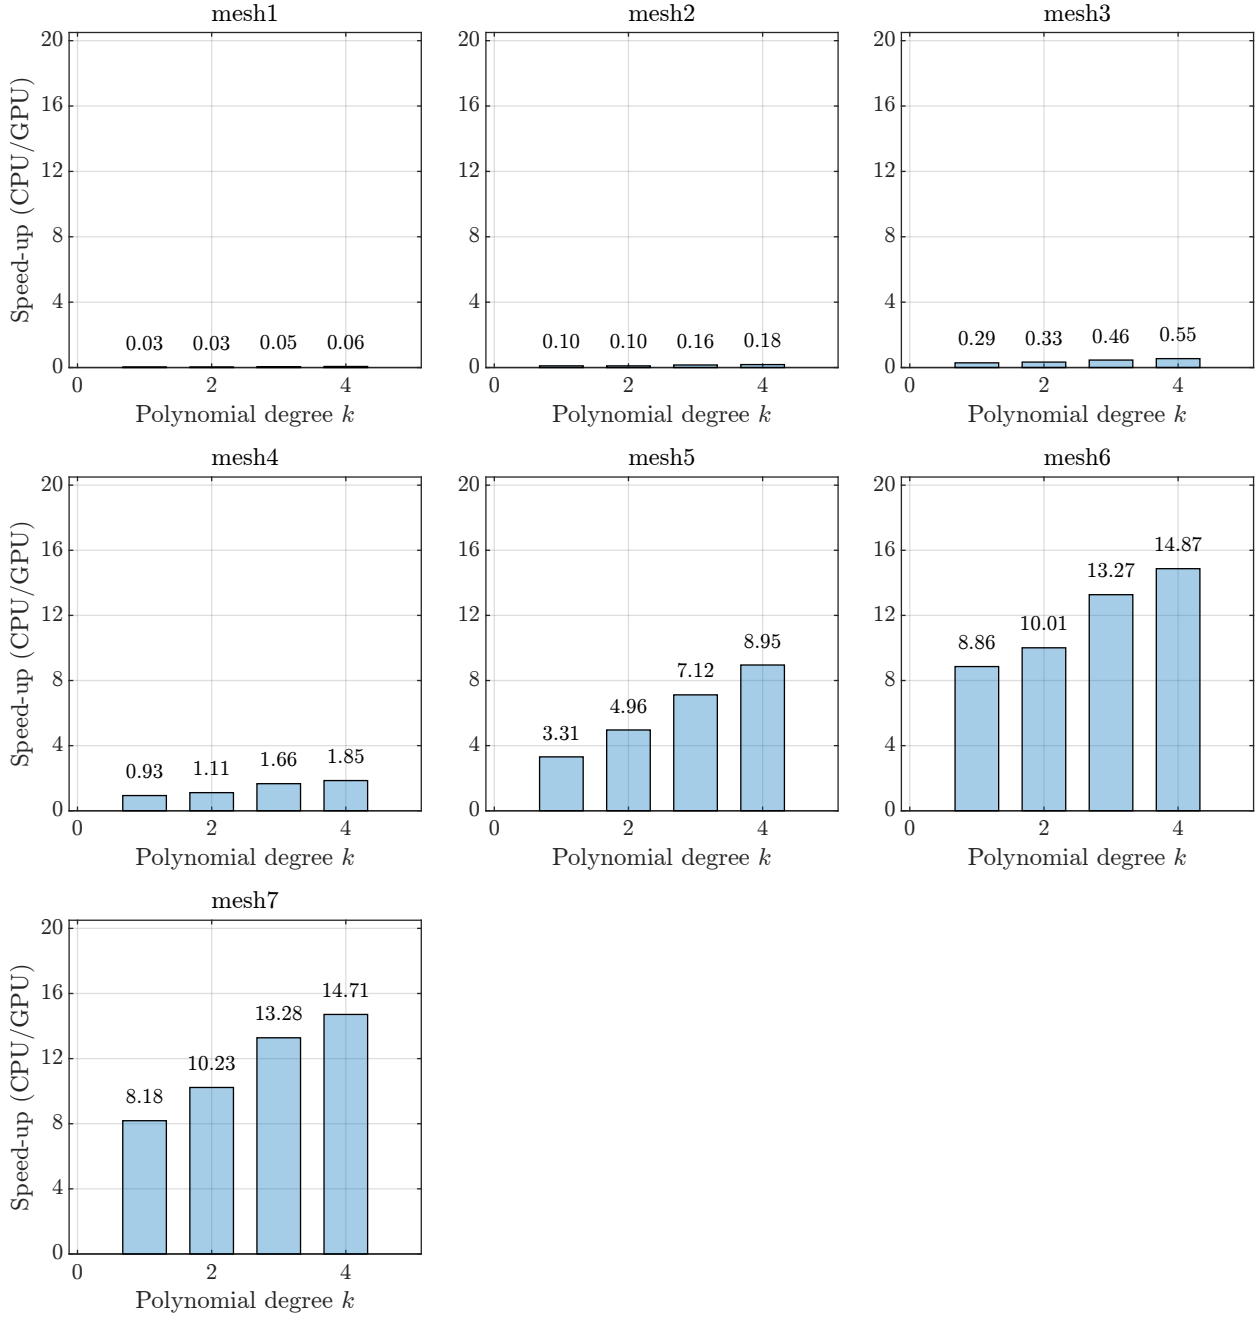 mesh1
Speed-up (CPU/GPU)
20
16
12
8
4
0
0.03 0.03 0.05 0.06
0 2 4
Polynomial degree k
mesh2
20
16
12
8
4
0
0.10 0.10 0.16 0.18
0 2 4
Polynomial degree k
mesh3
20
16
12
8
4
0
0.29 0.33 0.46 0.55
0 2 4
Polynomial degree k
mesh4
Speed-up (CPU/GPU)
20
16
12
8
4
0
0.93 1.11 1.66 1.85
0 2 4
Polynomial degree k
mesh5
20
16
12
8
4
0
3.31 4.96 7.12 8.95
0 2 4
Polynomial degree k
mesh6
20
16
12
8
4
0
8.86 10.01 13.27 14.87
0 2 4
Polynomial degree k
mesh7
Speed-up (CPU/GPU)
20
16
12
8
4
0
8.18 10.23 13.28 14.71
0 2 4
Polynomial degree k